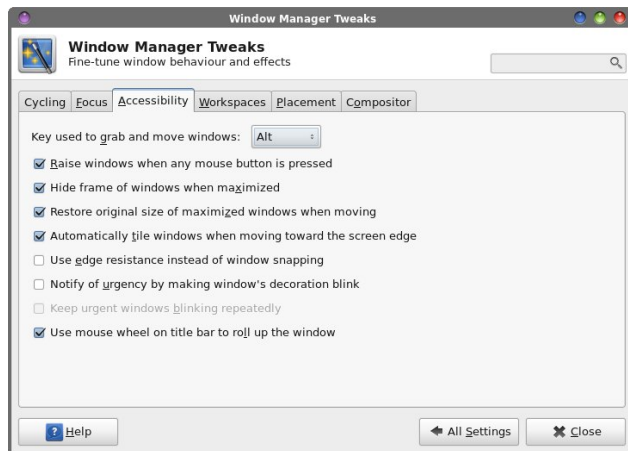 Window Manager Tweaks
Window Manager Tweaks
Fine-tune window behaviour and effects
Cycling Focus Accessibility Workspaces Placement Compositor
Key used to grab and move windows: Alt
Raise windows when any mouse button is pressed
Hide frame of windows when maximized
Restore original size of maximized windows when moving
Automatically tile windows when moving toward the screen edge
Use edge resistance instead of window snapping
Notify of urgency by making window's decoration blink
Keep urgent windows blinking repeatedly
Use mouse wheel on title bar to roll up the window
? Help All Settings Close